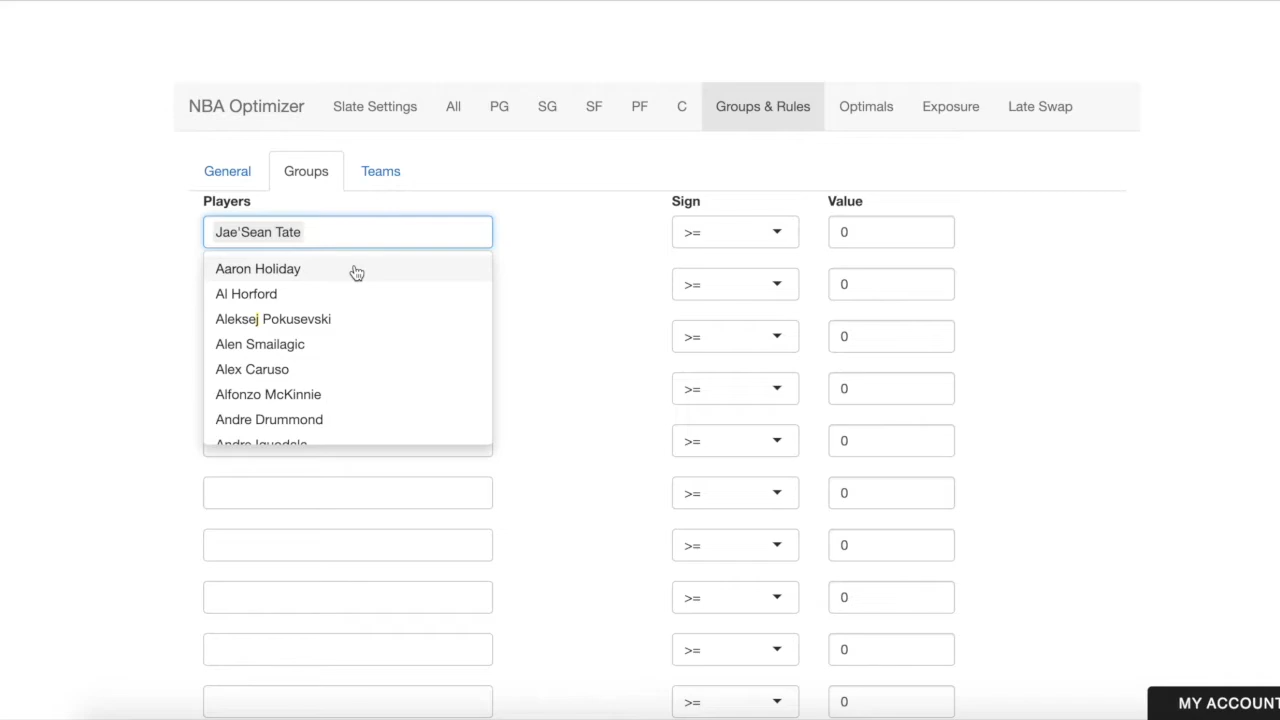 NBA Optimizer Slate Settings All PG SG SF PF C Groups & Rules Optimals Exposure Late Swap
General Groups Teams
Players Sign Value
Jae'Sean Tate >= 0
Aaron Holiday
Al Horford >= 0
Aleksej Pokusevski
Alen Smailagic >= 0
Alex Caruso
Alfonzo McKinnie >= 0
Andre Drummond
Andre Iguodala >= 0
>= 0
>= 0
>= 0
>= 0
>= 0
MY ACCOUNT